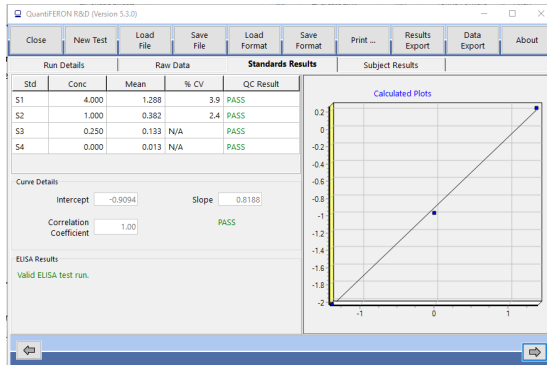 QuantiFERON R&D (Version 5.3.0)
Close New Test Load File Save File Load Format Save Format Print ... Results Export Data Export About
Run Details Raw Data Standards Results Subject Results
Std Conc Mean % CV QC Result
S1 4.000 1.288 3.9 PASS
S2 1.000 0.382 2.4 PASS
S3 0.250 0.133 N/A PASS
S4 0.000 0.013 N/A PASS
Curve Details
Intercept -0.9094 Slope 0.8188
Correlation Coefficient 1.00 PASS
ELISA Results
Valid ELISA test run.
Calculated Plots
0.2
0
-0.2
-0.4
-0.6
-0.8
-1
-1.2
-1.4
-1.6
-1.8
-2
-1 0 1